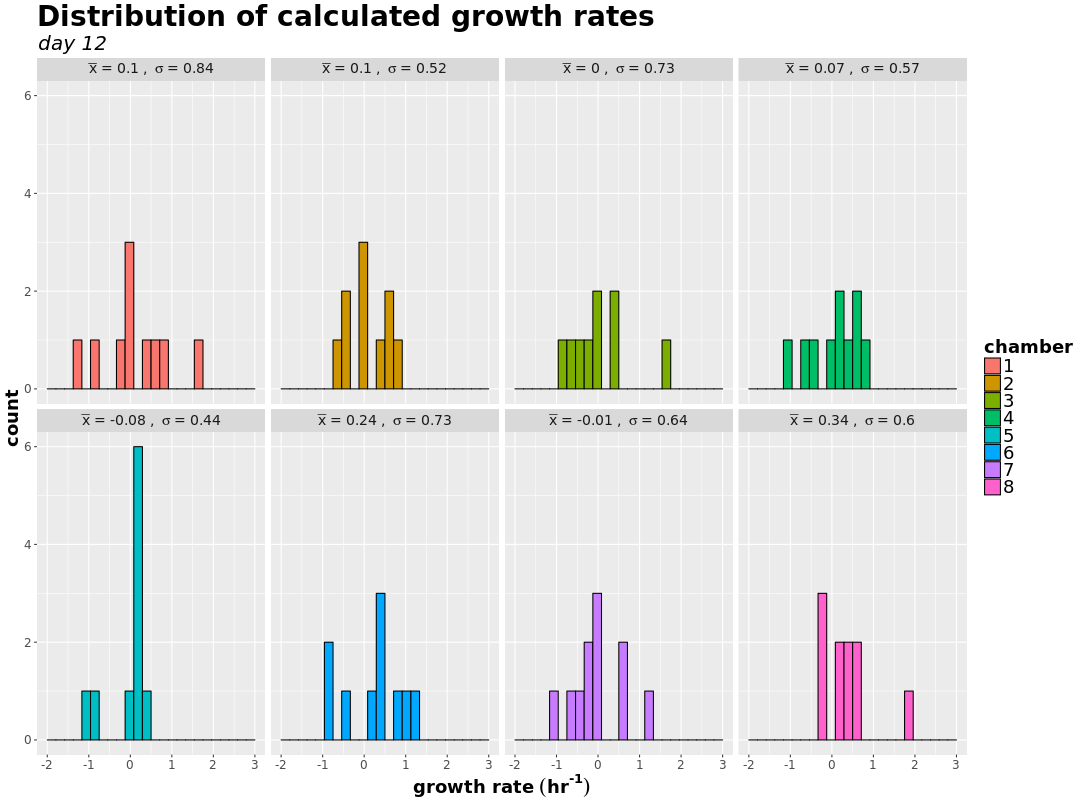 Distribution of calculated growth rates
day 12
x̅ = 0.1 , σ = 0.84
x̅ = 0.1 , σ = 0.52
x̅ = 0 , σ = 0.73
x̅ = 0.07 , σ = 0.57
6
4
2
0
x̅ = -0.08 , σ = 0.44
x̅ = 0.24 , σ = 0.73
x̅ = -0.01 , σ = 0.64
x̅ = 0.34 , σ = 0.6
6
4
2
0
-2 -1 0 1 2 3
-2 -1 0 1 2 3
-2 -1 0 1 2 3
-2 -1 0 1 2 3
count
growth rate (hr⁻¹)
chamber
1
2
3
4
5
6
7
8